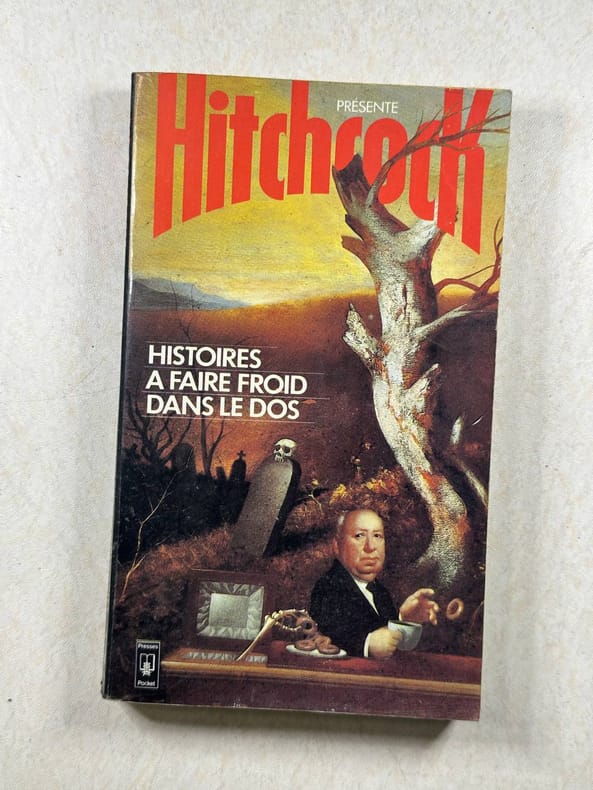 PRÉSENTE
Hitchcock
HISTOIRES
A FAIRE FROID
DANS LE DOS
Presses
Pocket